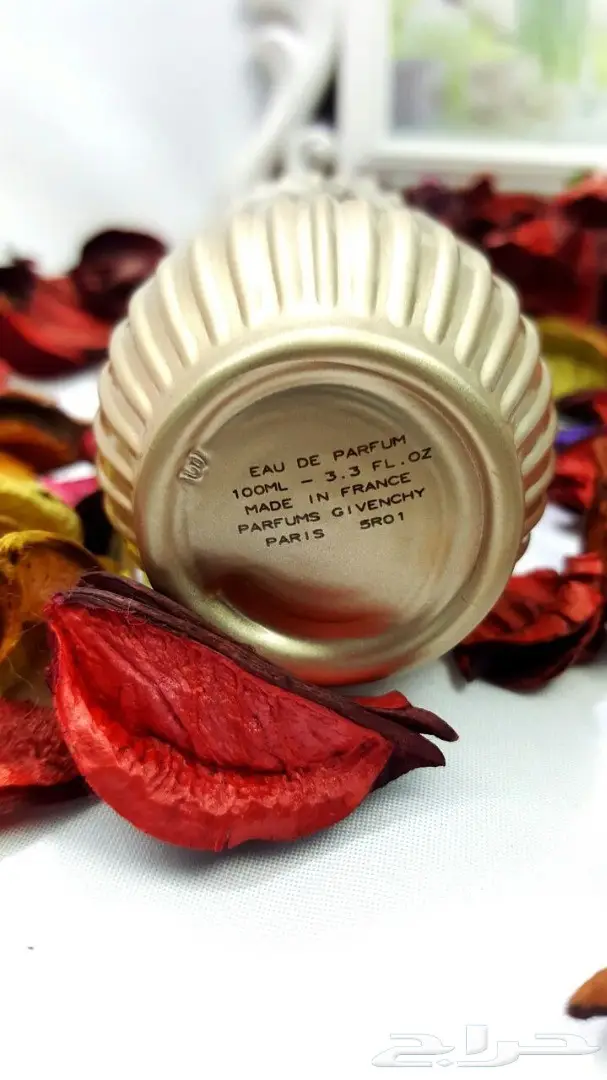 EAU DE PARFUM
100ML – 3.3 FL.OZ
MADE IN FRANCE
PARFUMS GIVENCHY
PARIS 5R01
حراج